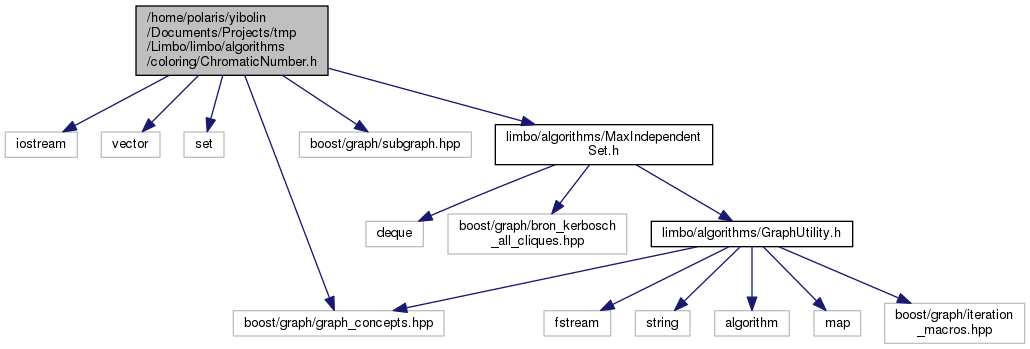 /home/polaris/yibolin
/Documents/Projects/tmp
/Limbo/limbo/algorithms
/coloring/ChromaticNumber.h
iostream
vector
set
boost/graph/subgraph.hpp
limbo/algorithms/MaxIndependent
Set.h
deque
boost/graph/bron_kerbosch
_all_cliques.hpp
limbo/algorithms/GraphUtility.h
boost/graph/graph_concepts.hpp
fstream
string
algorithm
map
boost/graph/iteration
_macros.hpp